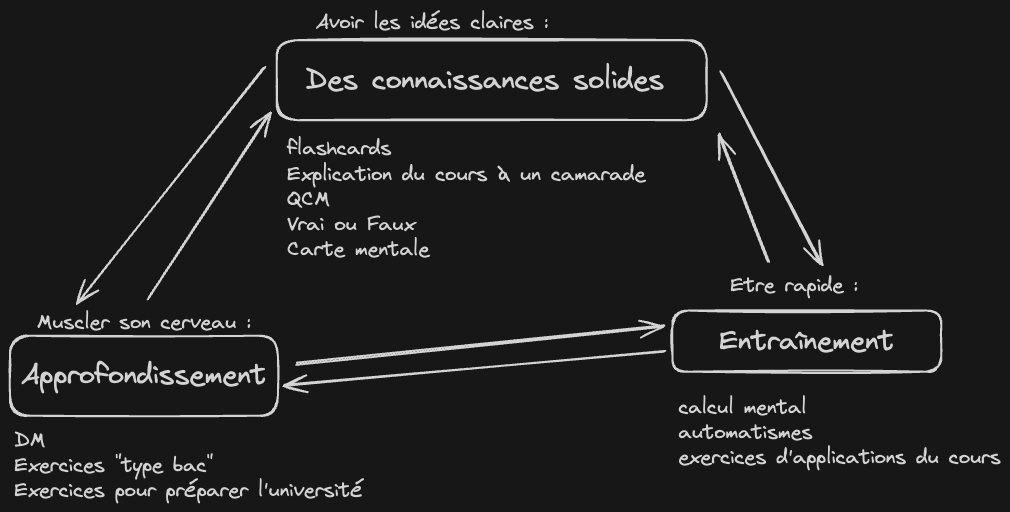 Avoir les idées claires :
Des connaissances solides
flashcards
Explication du cours à un camarade
QCM
Vrai ou Faux
Carte mentale
Muscler son cerveau :
Approfondissement
DM
Exercices "type bac"
Exercices pour préparer l'université
Etre rapide :
Entraînement
calcul mental
automatismes
exercices d'applications du cours